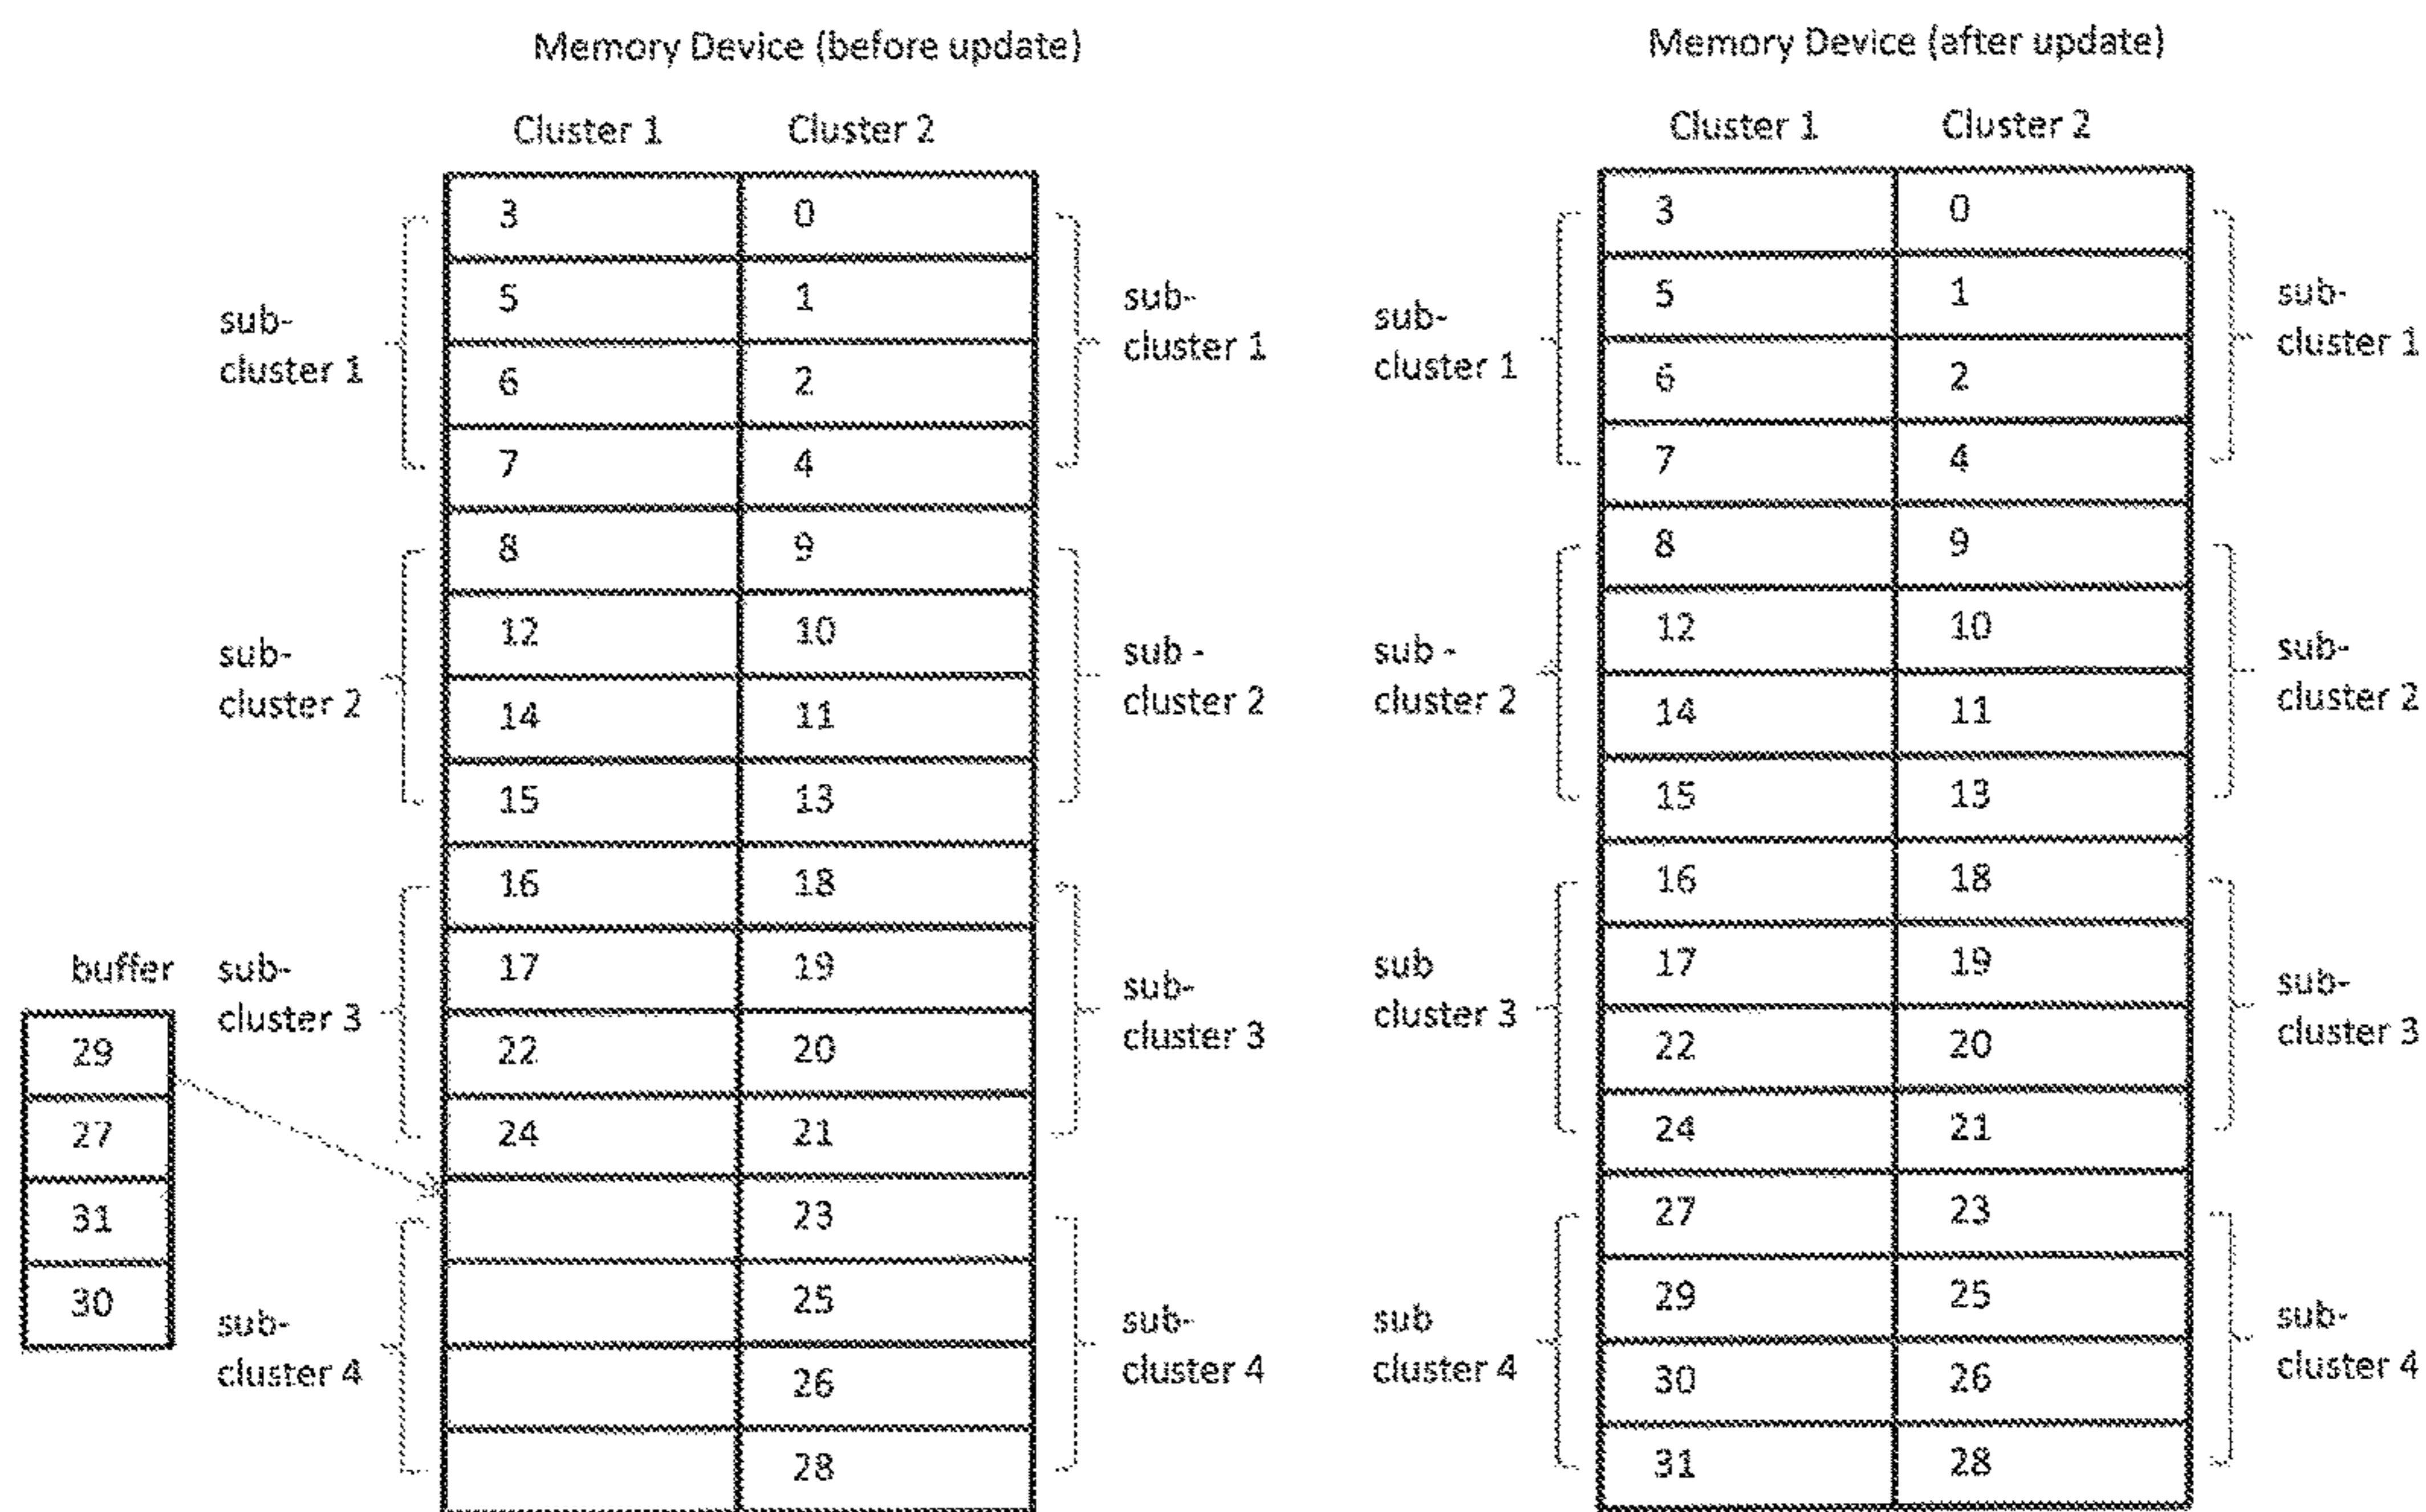 Memory Device (before update)
Cluster 1 Cluster 2
3 0
5 1
sub-
cluster 1
sub-
cluster 1
6 2
7 4
8 9
12 10
sub-
cluster 2
sub -
cluster 2
14 11
15 13
16 18
17 19
buffer
sub-
cluster 3
sub-
cluster 3
22 20
24 21
29
27
31
30
23
25
sub-
cluster 4
sub-
cluster 4
26
28
Memory Device (after update)
Cluster 1 Cluster 2
3 0
5 1
sub-
cluster 1
sub-
cluster 1
6 2
7 4
8 9
12 10
sub -
cluster 2
sub-
cluster 2
14 11
15 13
16 18
17 19
sub
cluster 3
sub-
cluster 3
22 20
24 21
27 23
29 25
sub
cluster 4
sub-
cluster 4
30 26
31 28